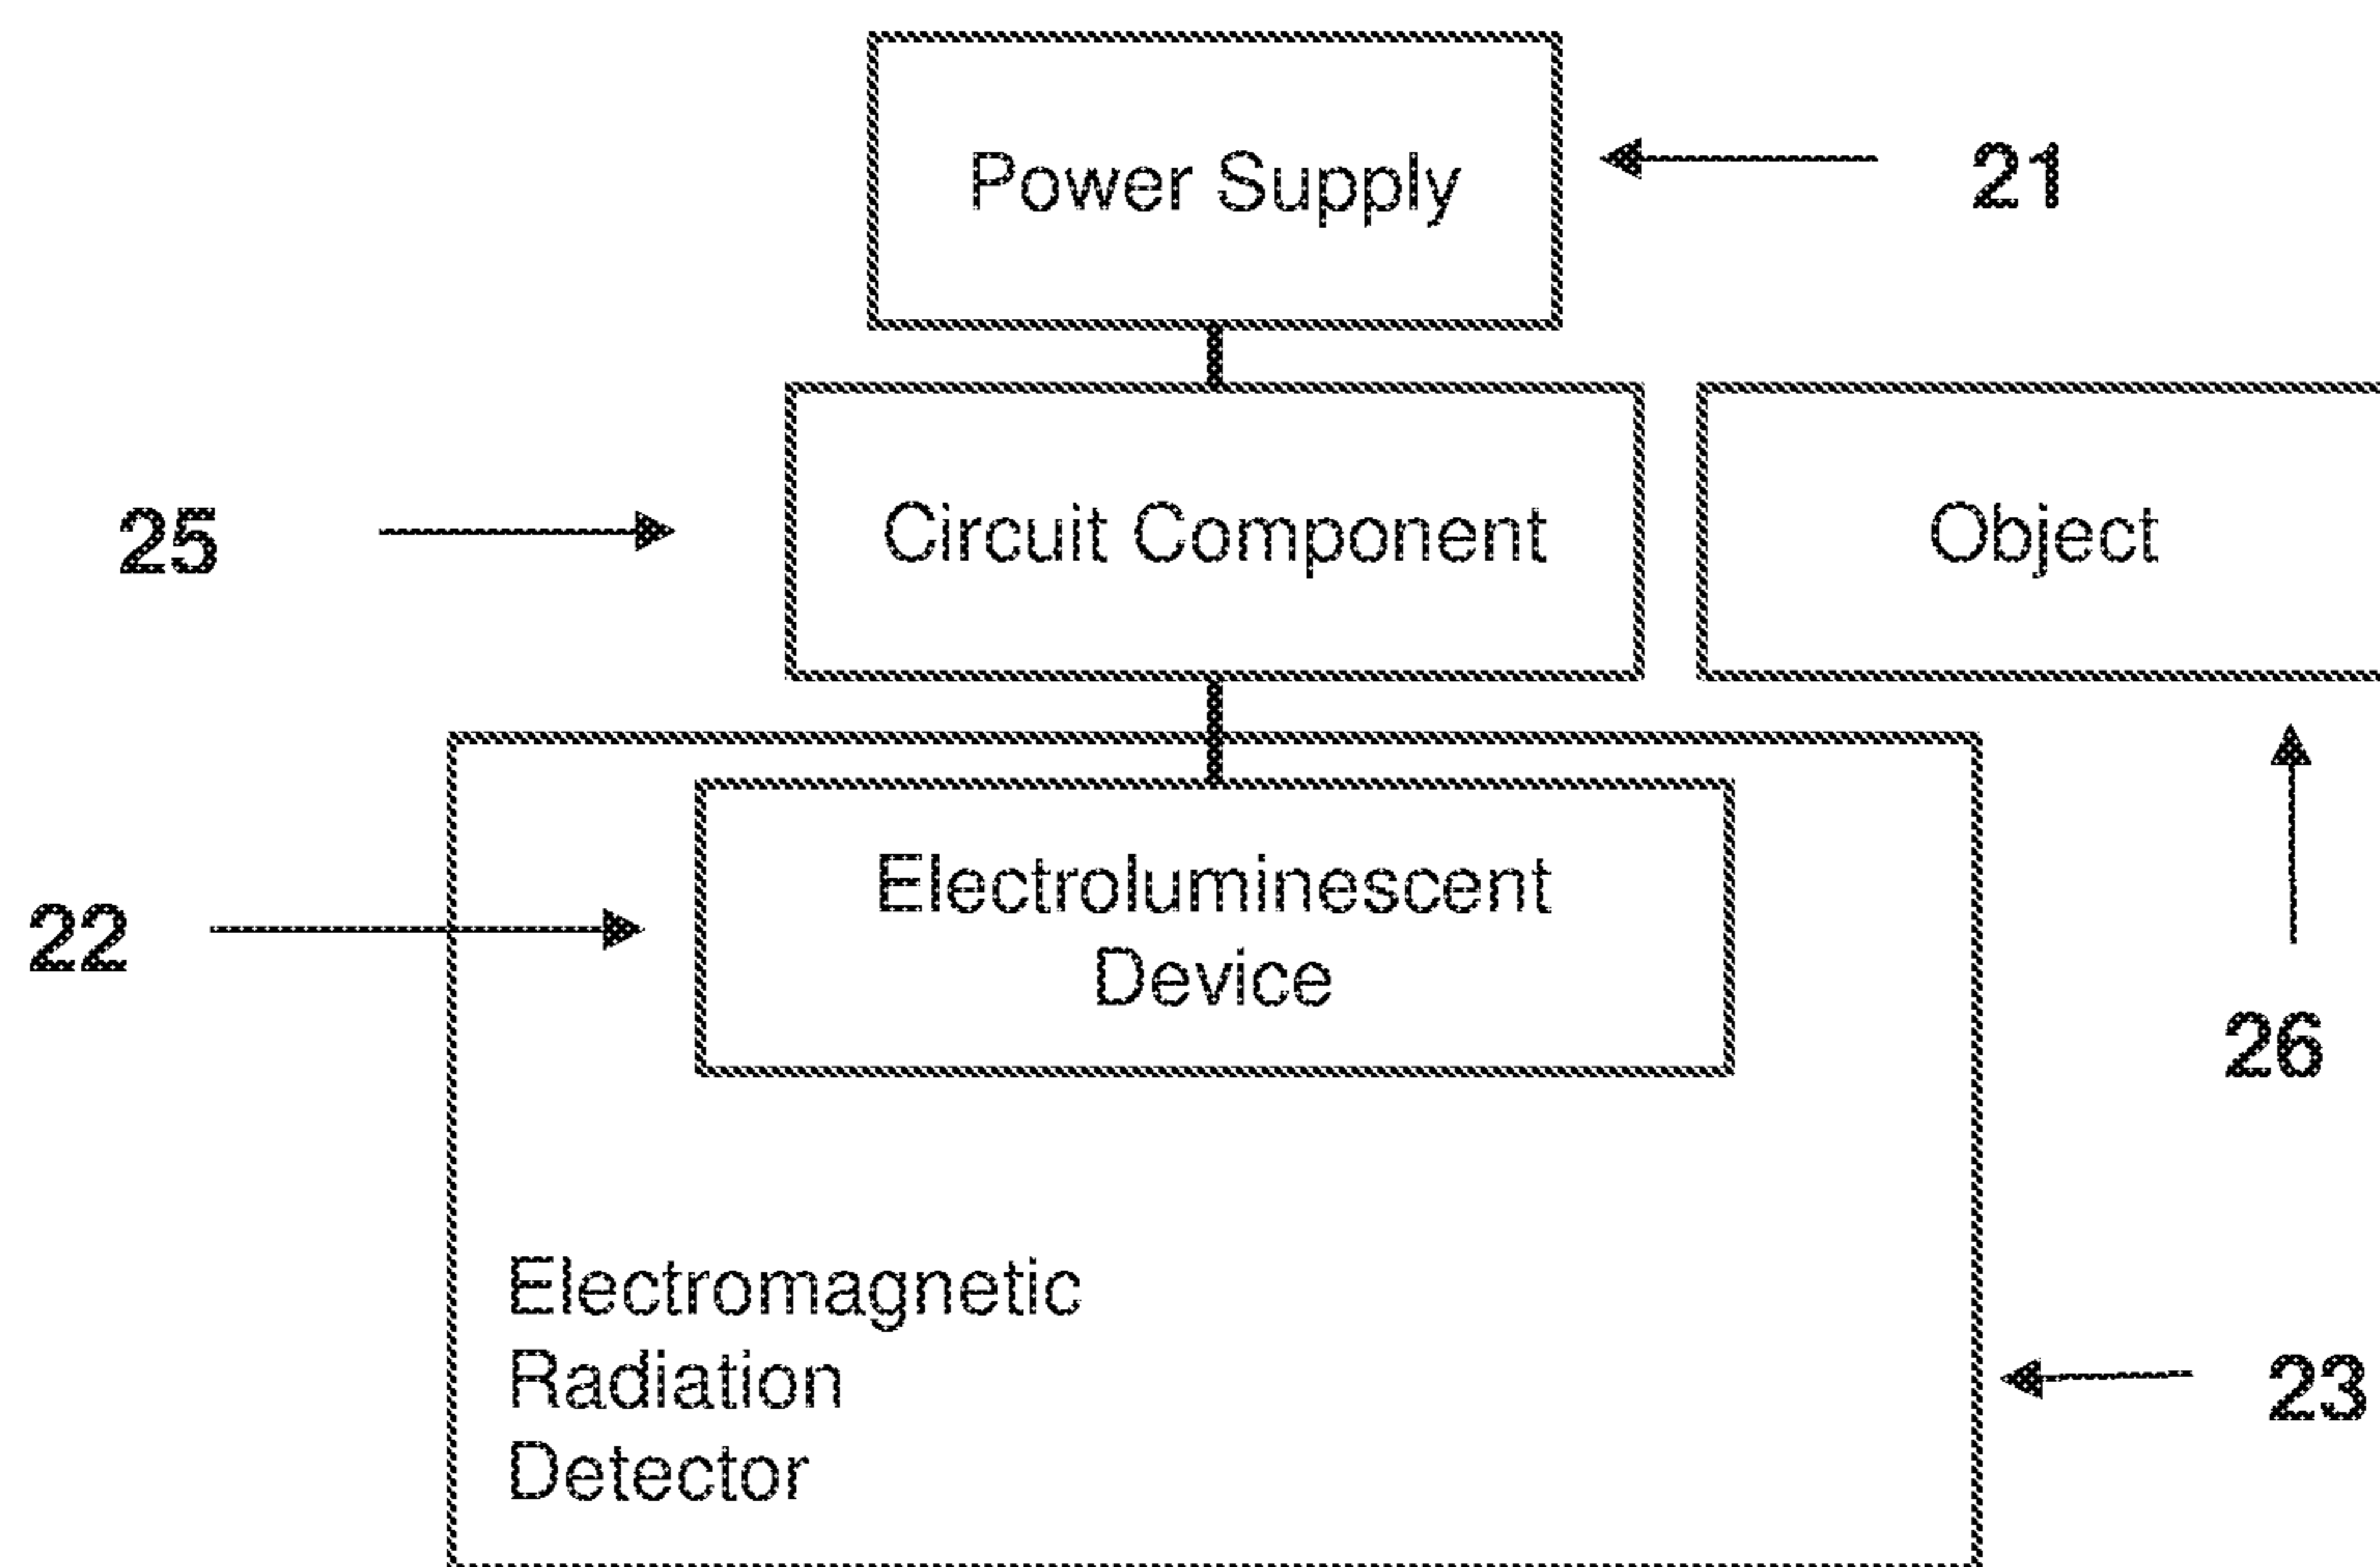 Power Supply
21
25
Circuit Component
Object
22
Electroluminescent
Device
26
Electromagnetic
Radiation
Detector
23